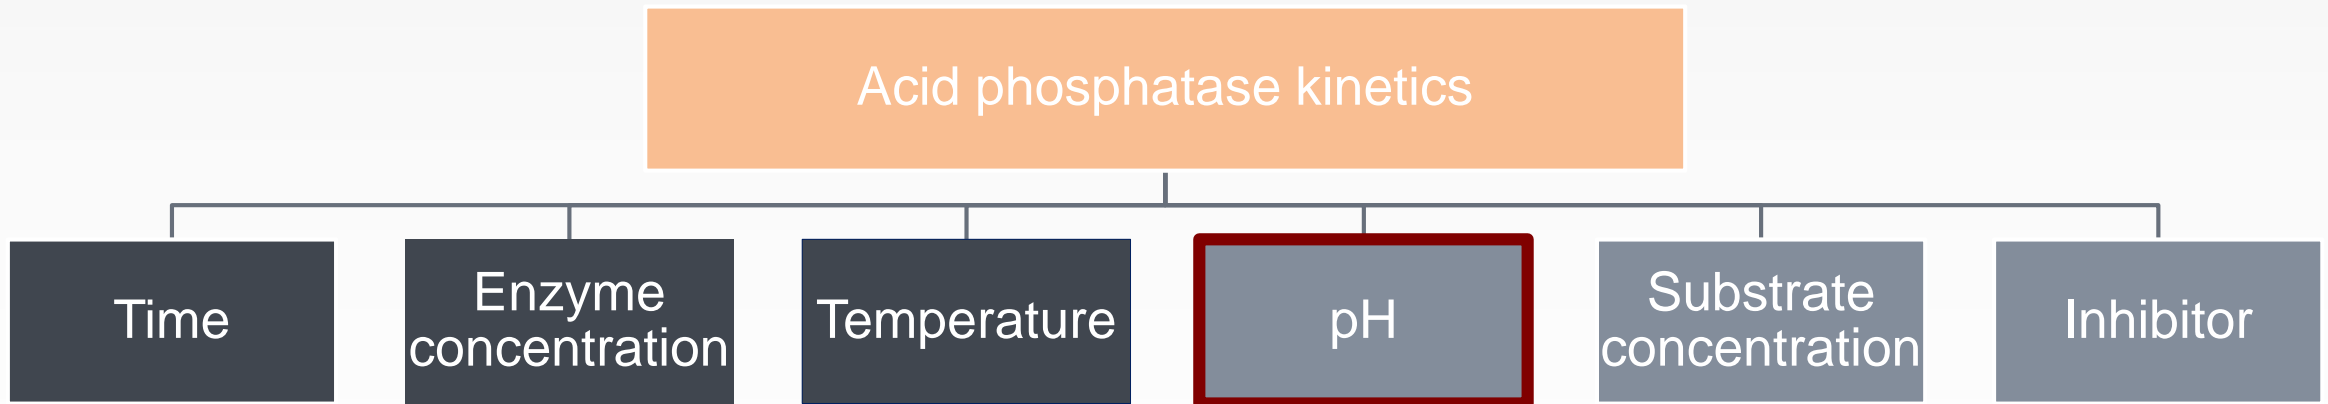 Acid phosphatase kinetics
Time
Enzyme
concentration
Temperature
pH
Substrate
concentration
Inhibitor